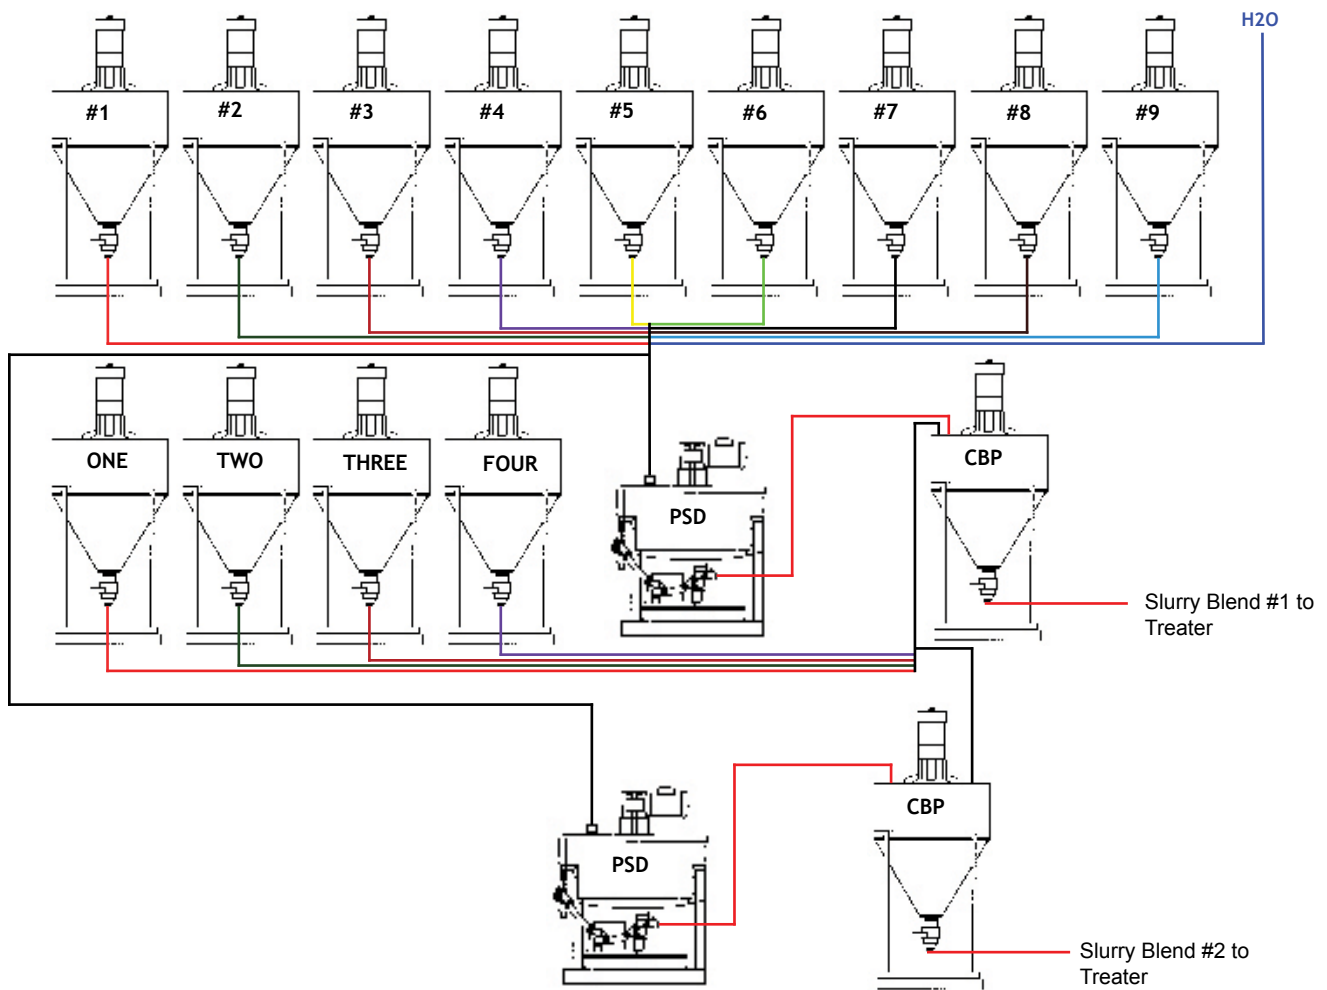 H2O
#1
#2
#3
#4
#5
#6
#7
#8
#9
ONE
TWO
THREE
FOUR
PSD
CBP
Slurry Blend #1 to
Treater
PSD
CBP
Slurry Blend #2 to
Treater